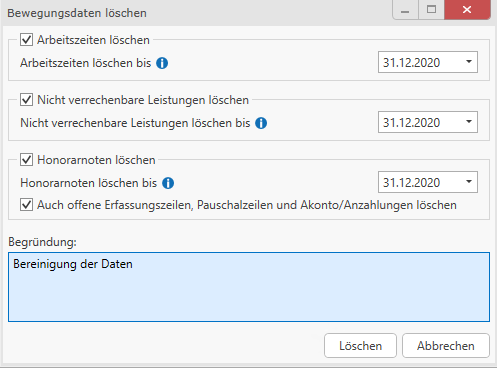 Bewegungsdaten löschen
Arbeitszeiten löschen
Arbeitszeiten löschen bis 31.12.2020
Nicht verrechenbare Leistungen löschen
Nicht verrechenbare Leistungen löschen bis 31.12.2020
Honorarnoten löschen
Honorarnoten löschen bis 31.12.2020
Auch offene Erfassungszeilen, Pauschalzeilen und Akonto/Anzahlungen löschen
Begründung:
Bereinigung der Daten
Löschen Abbrechen